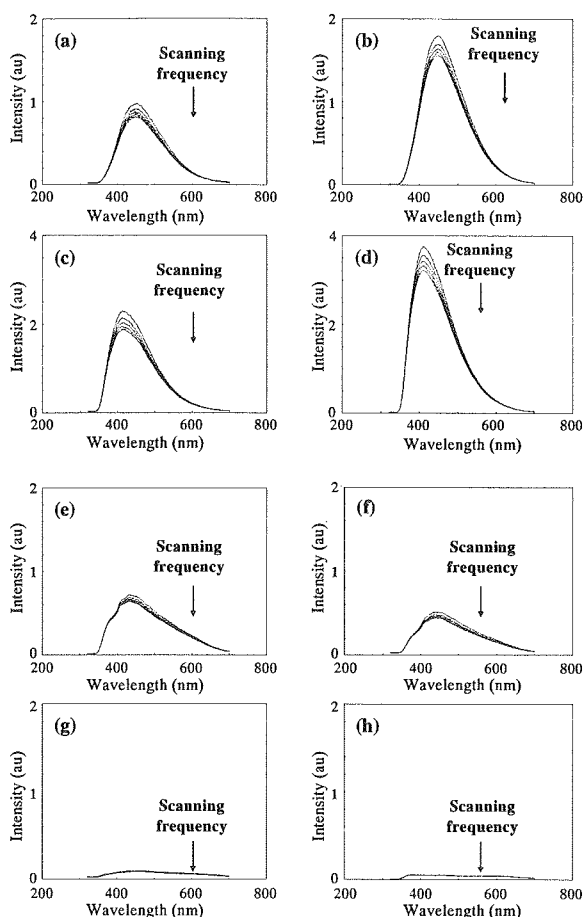 (a) Scanning frequency
Intensity (au)
2
1
0
200 400 600 800
Wavelength (nm)
(b) Scanning frequency
Intensity (au)
2
1
0
200 400 600 800
Wavelength (nm)
(c) Scanning frequency
Intensity (au)
4
2
0
200 400 600 800
Wavelength (nm)
(d) Scanning frequency
Intensity (au)
4
2
0
200 400 600 800
Wavelength (nm)
(e) Scanning frequency
Intensity (au)
2
1
0
200 400 600 800
Wavelength (nm)
(f) Scanning frequency
Intensity (au)
2
1
0
200 400 600 800
Wavelength (nm)
(g) Scanning frequency
Intensity (au)
2
1
0
200 400 600 800
Wavelength (nm)
(h) Scanning frequency
Intensity (au)
2
1
0
200 400 600 800
Wavelength (nm)